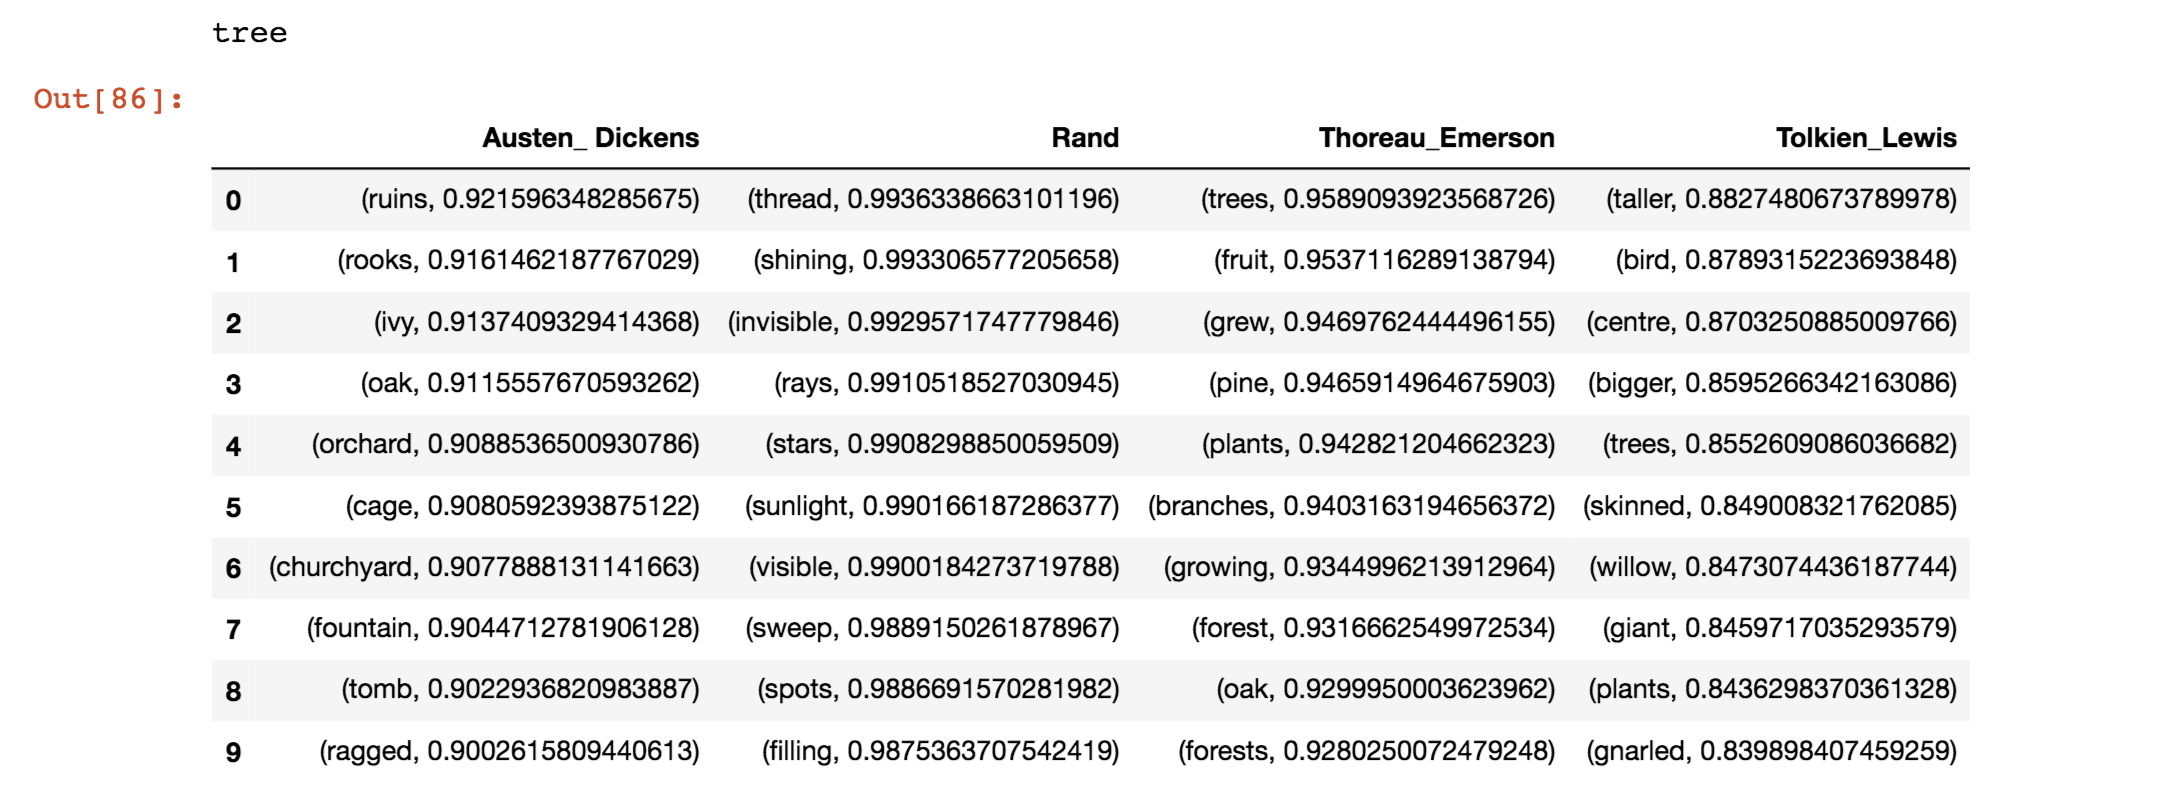 tree
Out[86]:
Austen_ Dickens Rand Thoreau_Emerson Tolkien_Lewis
0 (ruins, 0.921596348285675) (thread, 0.9936338663101196) (trees, 0.9589093923568726) (taller, 0.8827480673789978)
1 (rooks, 0.9161462187767029) (shining, 0.993306577205658) (fruit, 0.9537116289138794) (bird, 0.8789315223693848)
2 (ivy, 0.9137409329414368) (invisible, 0.9929571747779846) (grew, 0.9469762444496155) (centre, 0.8703250885009766)
3 (oak, 0.9115557670593262) (rays, 0.9910518527030945) (pine, 0.9465914964675903) (bigger, 0.8595266342163086)
4 (orchard, 0.9088536500930786) (stars, 0.9908298850059509) (plants, 0.942821204662323) (trees, 0.8552609086036682)
5 (cage, 0.9080592393875122) (sunlight, 0.990166187286377) (branches, 0.9403163194656372) (skinned, 0.849008321762085)
6 (churchyard, 0.9077888131141663) (visible, 0.9900184273719788) (growing, 0.9344996213912964) (willow, 0.8473074436187744)
7 (fountain, 0.9044712781906128) (sweep, 0.9889150261878967) (forest, 0.9316662549972534) (giant, 0.8459717035293579)
8 (tomb, 0.9022936820983887) (spots, 0.9886691570281982) (oak, 0.9299950003623962) (plants, 0.8436298370361328)
9 (ragged, 0.9002615809440613) (filling, 0.9875363707542419) (forests, 0.9280250072479248) (gnarled, 0.839898407459259)